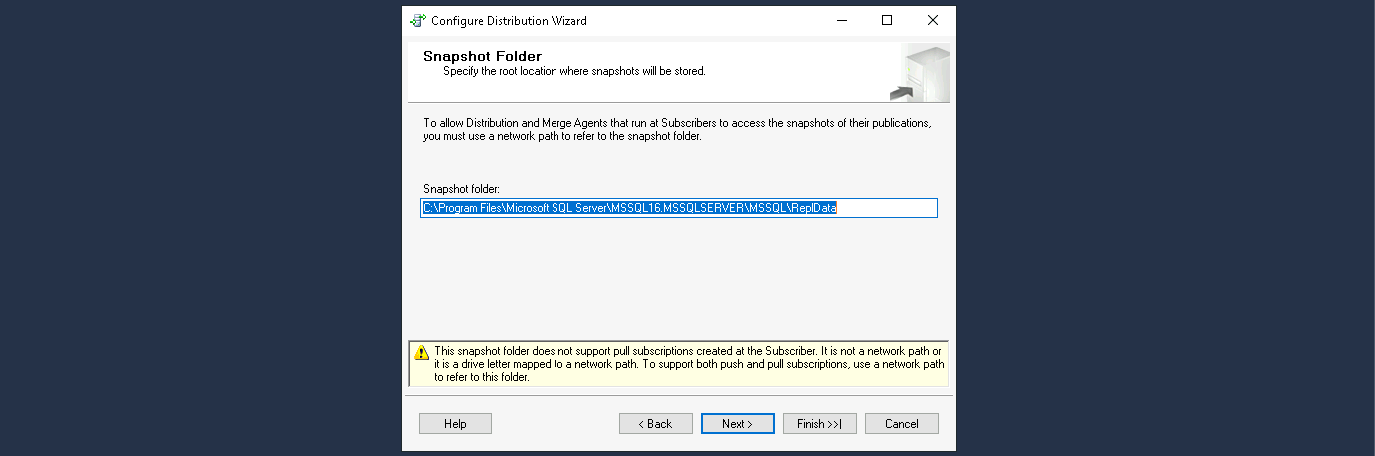 Configure Distribution Wizard
Snapshot Folder
Specify the root location where snapshots will be stored.
To allow Distribution and Merge Agents that run at Subscribers to access the snapshots of their publications,
you must use a network path to refer to the snapshot folder.
Snapshot folder:
C:\Program Files\Microsoft SQL Server\MSSQL16.MSSQLSERVER\MSSQL\ReplData
This snapshot folder does not support pull subscriptions created at the Subscriber. It is not a network path or
it is a drive letter mapped to a network path. To support both push and pull subscriptions, use a network path
to refer to this folder.
Help
< Back
Next >
Finish >>|
Cancel